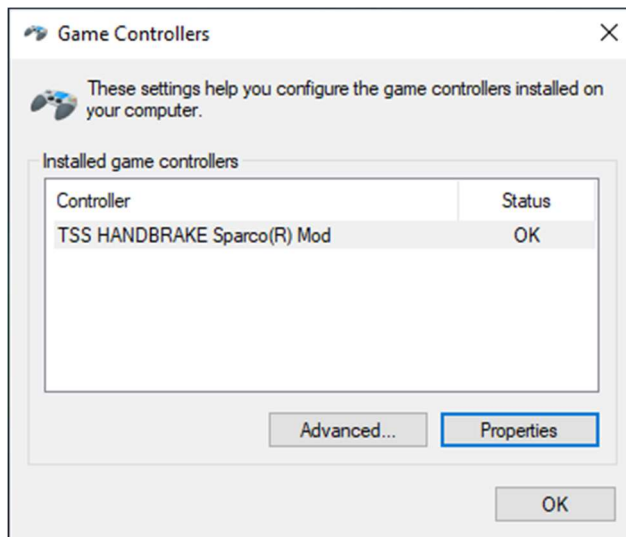 Game Controllers
These settings help you configure the game controllers installed on
your computer.
Installed game controllers
Controller Status
TSS HANDBRAKE Sparco(R) Mod OK
Advanced... Properties
OK